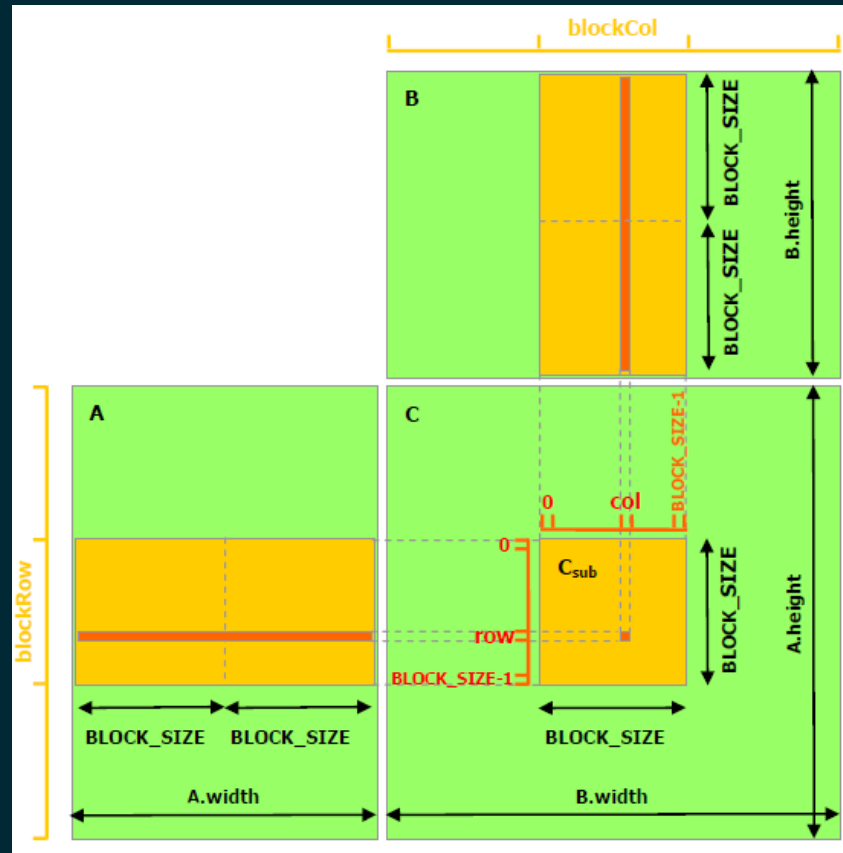 blockCol
B
BLOCK_SIZE
BLOCK_SIZE
B.height
A
C
BLOCK_SIZE-1
0
col
0
C_sub
row
BLOCK_SIZE-1
BLOCK_SIZE
A.height
blockRow
BLOCK_SIZE BLOCK_SIZE
BLOCK_SIZE
A.width
B.width